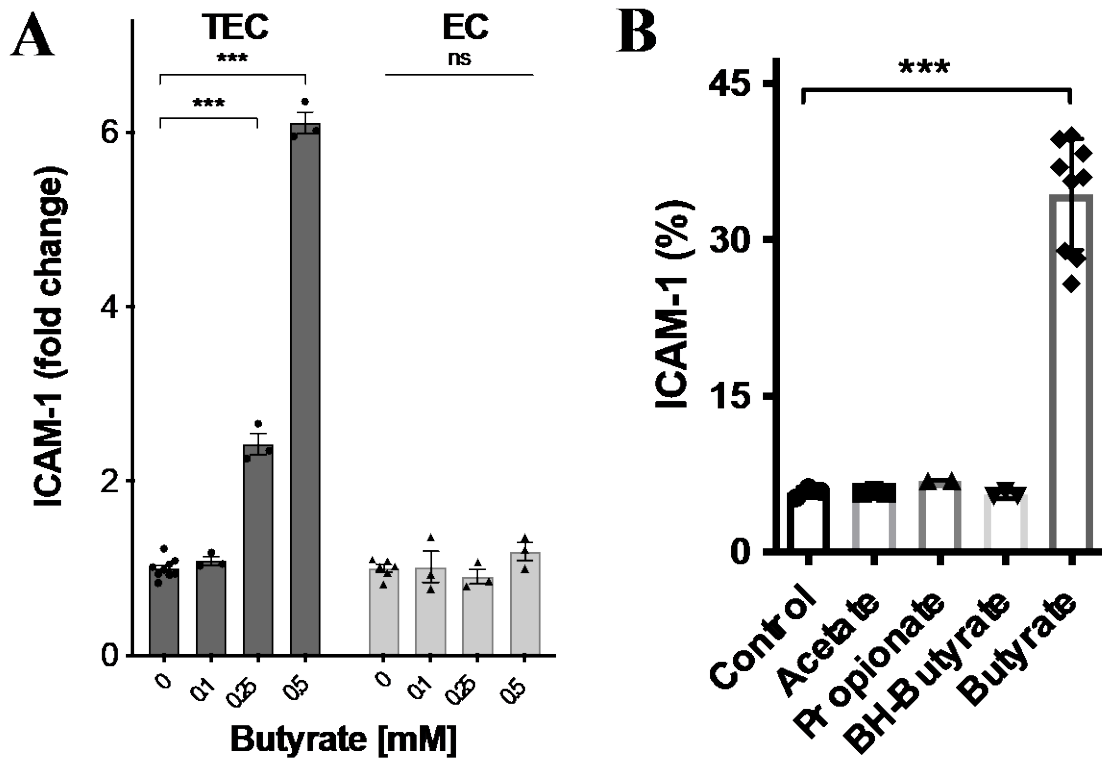 A
TEC
EC
***
ns
***
ICAM-1 (fold change)
6
4
2
0
0
0.1
0.25
0.5
0
0.1
0.25
0.5
Butyrate [mM]
B
***
ICAM-1 (%)
45
30
15
0
Control
Acetate
Propionate
BH-Butyrate
Butyrate